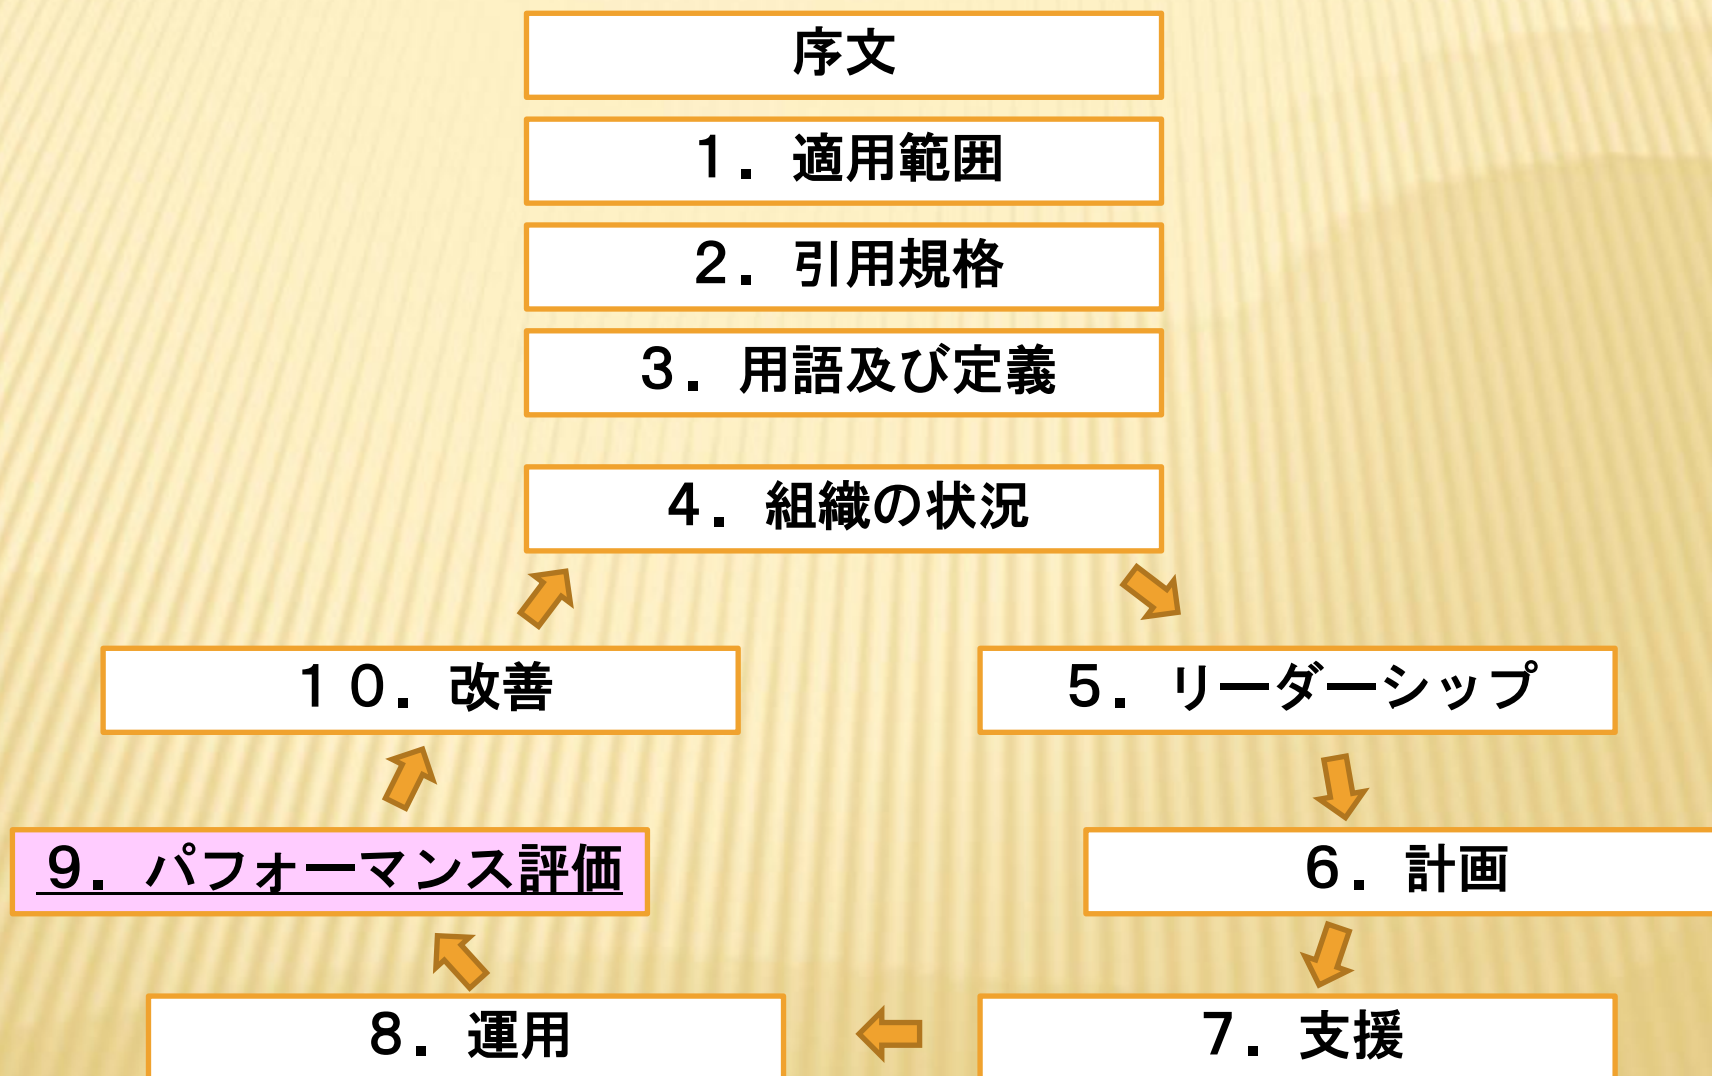 序文
１．適用範囲
２．引用規格
３．用語及び定義
４．組織の状況
１０．改善
５．リーダーシップ
９．パフォーマンス評価
６．計画
８．運用
７．支援